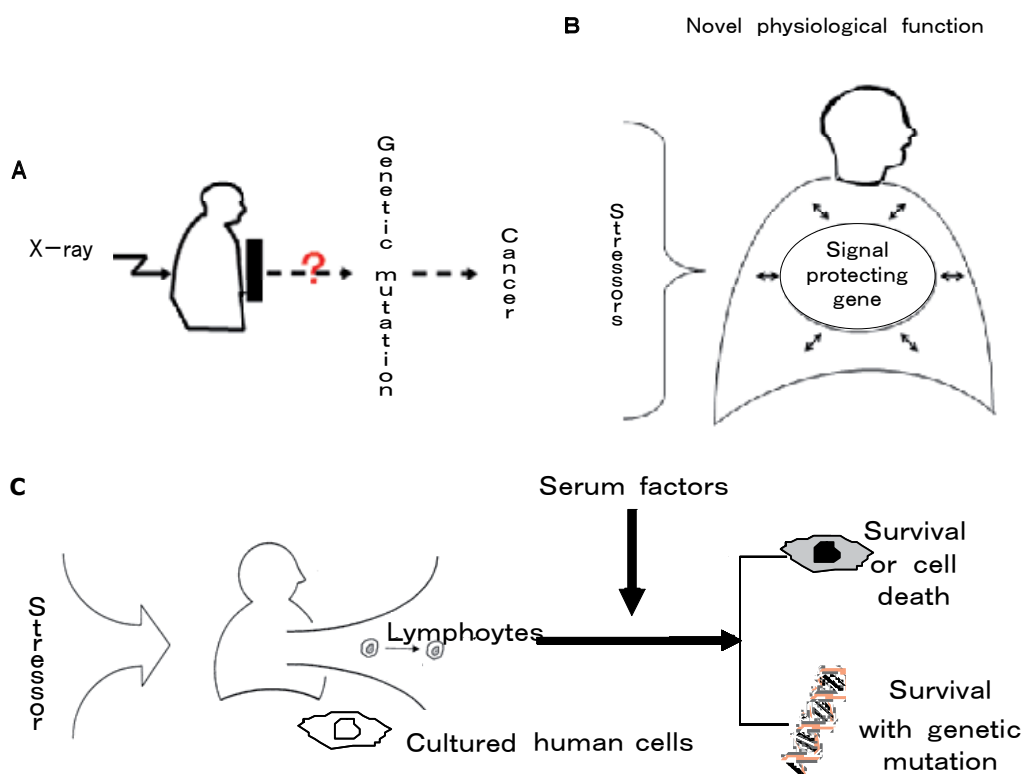 A
X-ray
?
Genetic mutation
Cancer
B
Novel physiological function
Stressors
Signal
protecting
gene
C
Stressor
Lymphoytes
Cultured human cells
Serum factors
Survival
or cell
death
Survival
with genetic
mutation